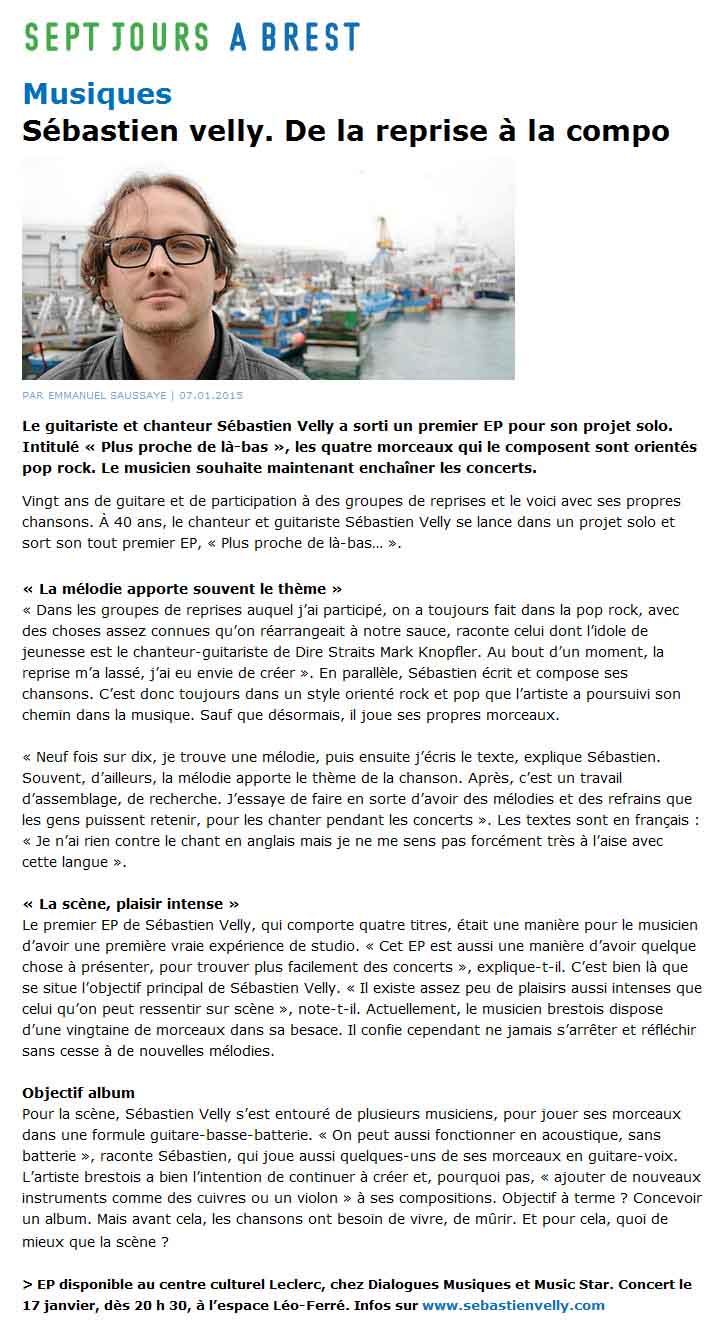 SEPT JOURS A BREST
Musiques
Sébastien velly. De la reprise à la compo
PAR EMMANUEL SAUSSAYE | 07.01.2015
Le guitariste et chanteur Sébastien Velly a sorti un premier EP pour son projet solo.
Intitulé « Plus proche de là-bas », les quatre morceaux qui le composent sont orientés
pop rock. Le musicien souhaite maintenant enchaîner les concerts.
Vingt ans de guitare et de participation à des groupes de reprises et le voici avec ses propres
chansons. À 40 ans, le chanteur et guitariste Sébastien Velly se lance dans un projet solo et
sort son tout premier EP, « Plus proche de là-bas… ».
« La mélodie apporte souvent le thème »
« Dans les groupes de reprises auquel j’ai participé, on a toujours fait dans la pop rock, avec
des choses assez connues qu’on réarrangeait à notre sauce, raconte celui dont l’idole de
jeunesse est le chanteur-guitariste de Dire Straits Mark Knopfler. Au bout d’un moment, la
reprise m’a lassé, j’ai eu envie de créer ». En parallèle, Sébastien écrit et compose ses
chansons. C’est donc toujours dans un style orienté rock et pop que l’artiste a poursuivi son
chemin dans la musique. Sauf que désormais, il joue ses propres morceaux.
« Neuf fois sur dix, je trouve une mélodie, puis ensuite j’écris le texte, explique Sébastien.
Souvent, d’ailleurs, la mélodie apporte le thème de la chanson. Après, c’est un travail
d’assemblage, de recherche. J’essaye de faire en sorte d’avoir des mélodies et des refrains que
les gens puissent retenir, pour les chanter pendant les concerts ». Les textes sont en français :
« Je n’ai rien contre le chant en anglais mais je ne me sens pas forcément très à l’aise avec
cette langue ».
« La scène, plaisir intense »
Le premier EP de Sébastien Velly, qui comporte quatre titres, était une manière pour le musicien
d’avoir une première vraie expérience de studio. « Cet EP est aussi une manière d’avoir quelque
chose à présenter, pour trouver plus facilement des concerts », explique-t-il. C’est bien là que
se situe l’objectif principal de Sébastien Velly. « Il existe assez peu de plaisirs aussi intenses que
celui qu’on peut ressentir sur scène », note-t-il. Actuellement, le musicien brestois dispose
d’une vingtaine de morceaux dans sa besace. Il confie cependant ne jamais s’arrêter et réfléchir
sans cesse à de nouvelles mélodies.
Objectif album
Pour la scène, Sébastien Velly s’est entouré de plusieurs musiciens, pour jouer ses morceaux
dans une formule guitare-basse-batterie. « On peut aussi fonctionner en acoustique, sans
batterie », raconte Sébastien, qui joue aussi quelques-uns de ses morceaux en guitare-voix.
L’artiste brestois a bien l’intention de continuer à créer et, pourquoi pas, « ajouter de nouveaux
instruments comme des cuivres ou un violon » à ses compositions. Objectif à terme ? Concevoir
un album. Mais avant cela, les chansons ont besoin de vivre, de mûrir. Et pour cela, quoi de
mieux que la scène ?
> EP disponible au centre culturel Leclerc, chez Dialogues Musiques et Music Star. Concert le
17 janvier, dès 20 h 30, à l’espace Léo-Ferré. Infos sur www.sebastienvelly.com